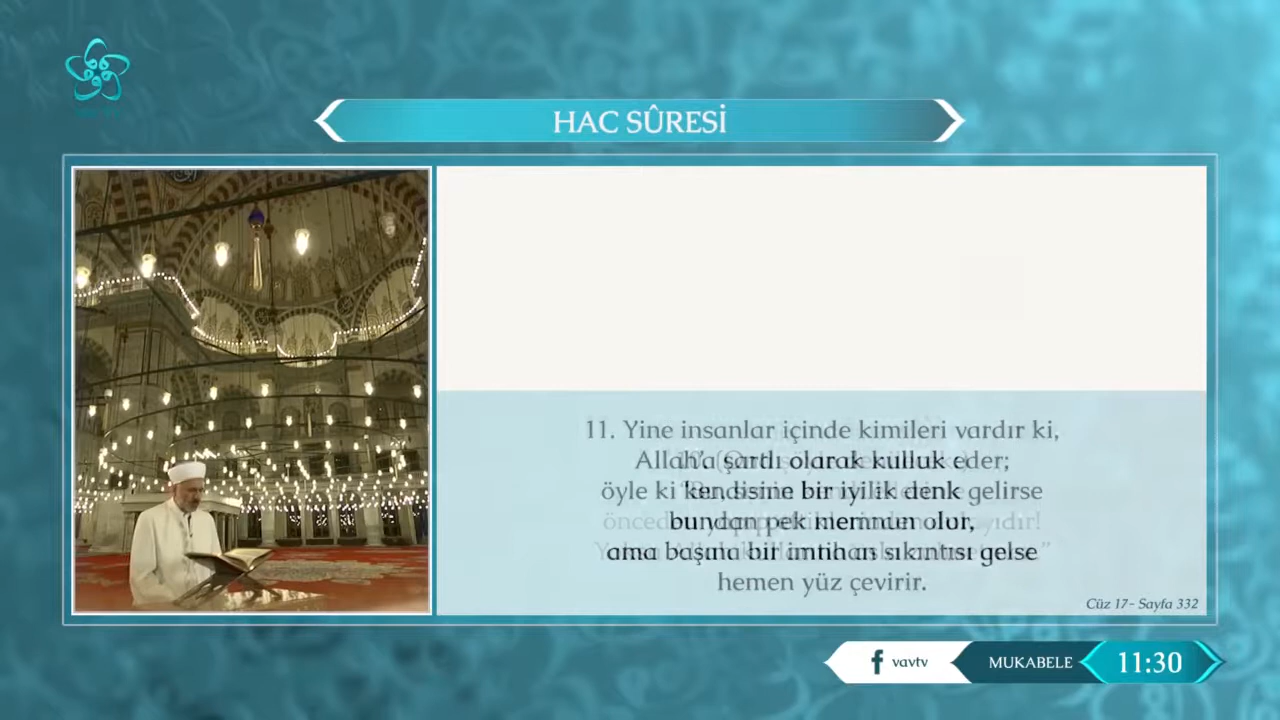 HAC SÛRESİ
11. Yine insanlar içinde kimileri vardır ki,
Allah'a şartlı olarak kulluk eder;
öyle ki kendisine bir iyilik denk gelirse
bundan pek memnun olur,
ama başına bir imtihan sıkıntısı gelse
hemen yüz çevirir.
Cüz 17- Sayfa 332
vavtv
MUKABELE
11:30